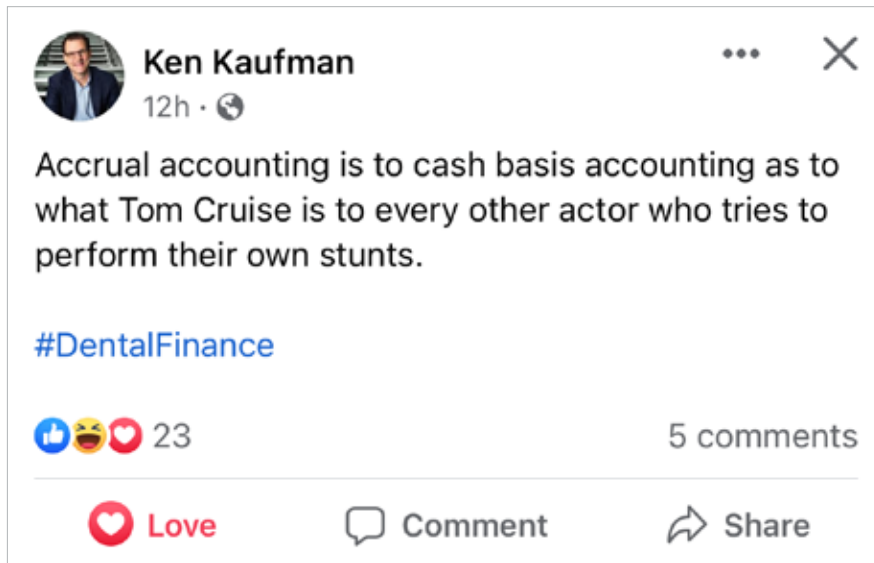 Ken Kaufman
12h ·
Accrual accounting is to cash basis accounting as to
what Tom Cruise is to every other actor who tries to
perform their own stunts.
#DentalFinance
23
5 comments
Love
Comment
Share